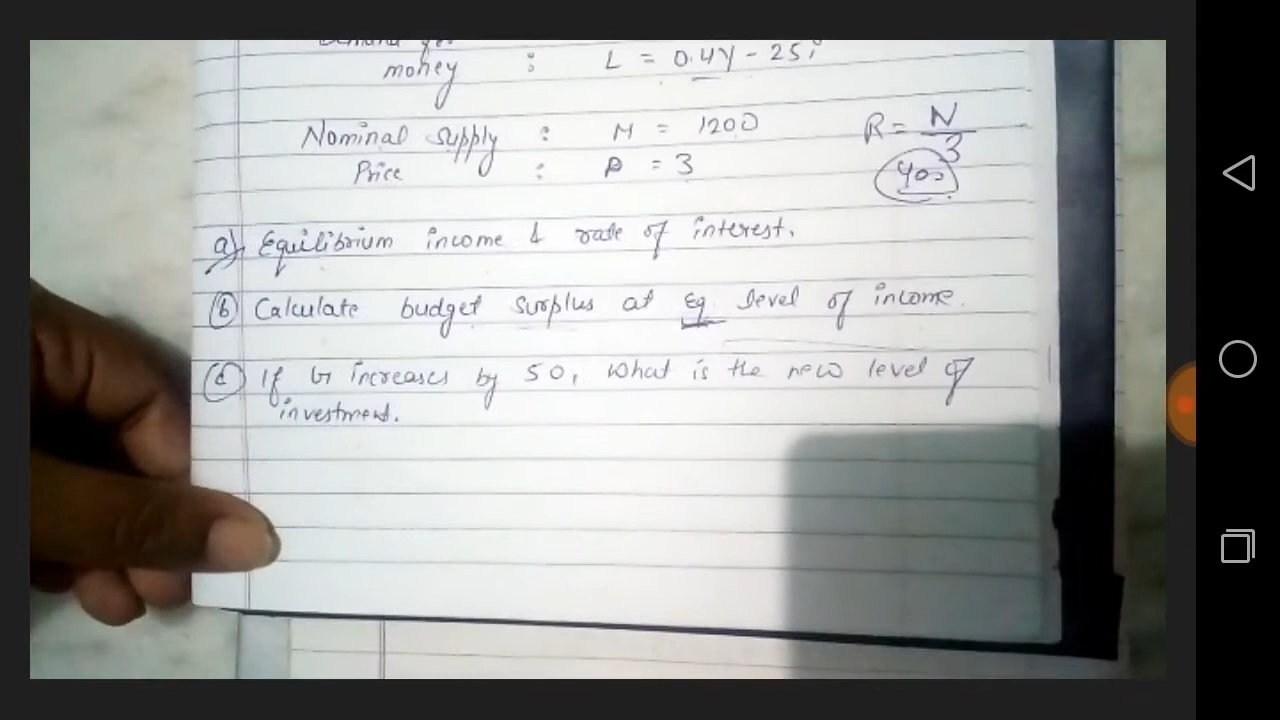 money : L = 0.4Y - 25i
Nominal supply : M = 1200 R = N/3
Price : P = 3 400
a) Equilibrium income & rate of interest.
(b) Calculate budget surplus at Eq. level of income.
If G increases by 50, What is the new level of
investment.